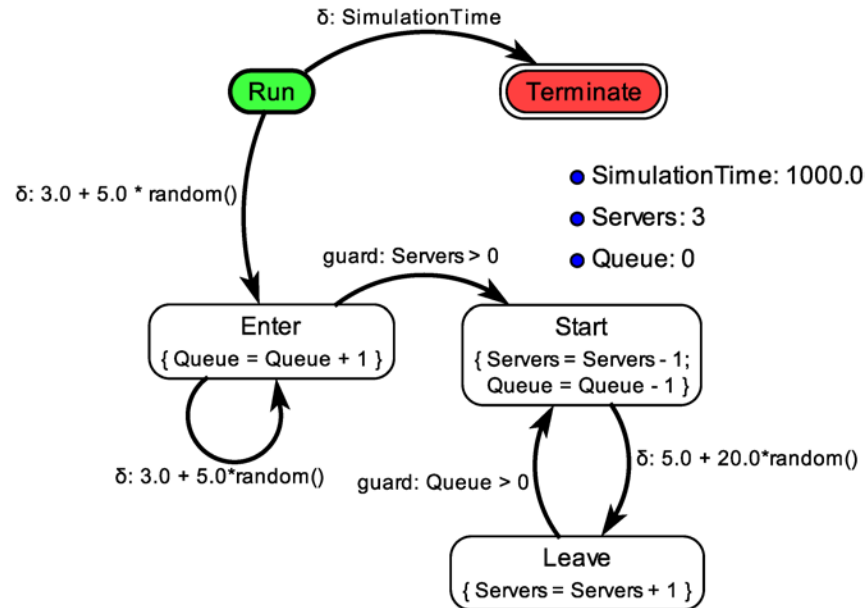 δ: SimulationTime
Run
Terminate
δ: 3.0 + 5.0 * random()
SimulationTime: 1000.0
Servers: 3
Queue: 0
guard: Servers > 0
Enter
{ Queue = Queue + 1 }
Start
{ Servers = Servers - 1;
Queue = Queue - 1 }
δ: 3.0 + 5.0*random()
guard: Queue > 0
δ: 5.0 + 20.0*random()
Leave
{ Servers = Servers + 1 }